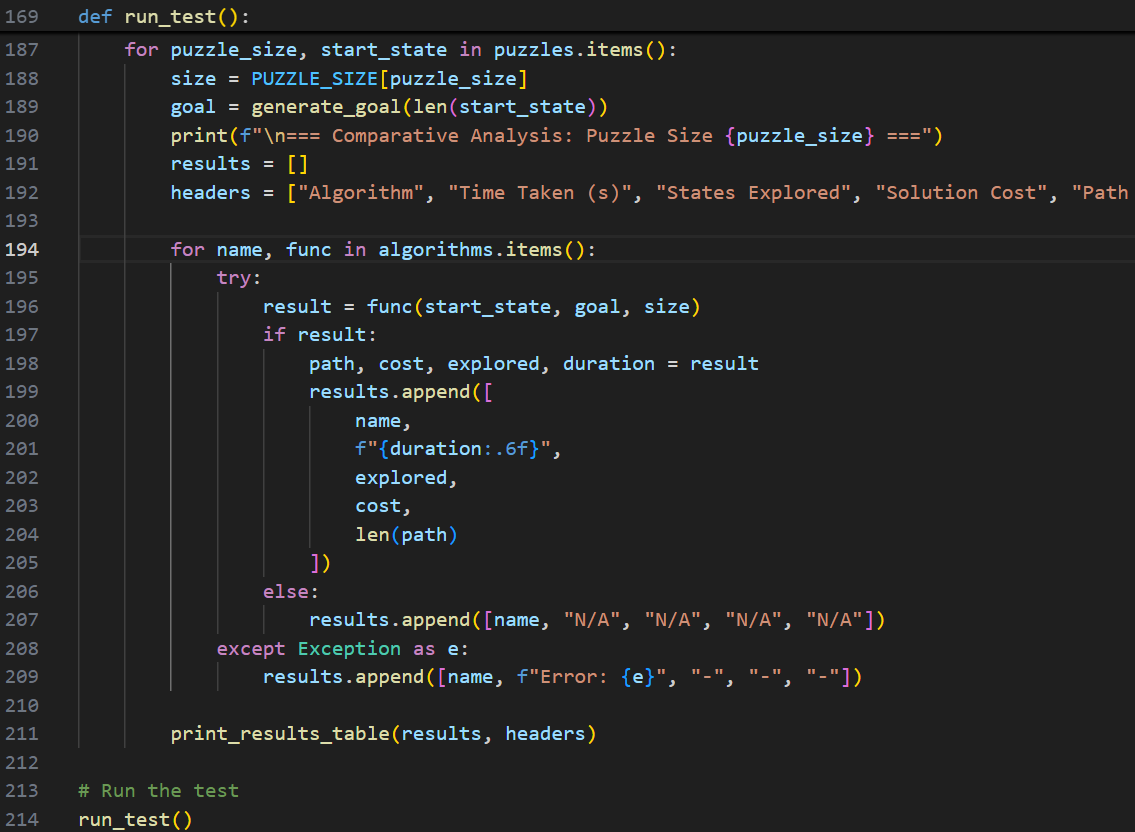 169 def run_test():
187     for puzzle_size, start_state in puzzles.items():
188         size = PUZZLE_SIZE[puzzle_size]
189         goal = generate_goal(len(start_state))
190         print(f"\n=== Comparative Analysis: Puzzle Size {puzzle_size} ===")
191         results = []
192         headers = ["Algorithm", "Time Taken (s)", "States Explored", "Solution Cost", "Path
193
194         for name, func in algorithms.items():
195             try:
196                 result = func(start_state, goal, size)
197                 if result:
198                     path, cost, explored, duration = result
199                     results.append([
200                         name,
201                         f"{duration:.6f}",
202                         explored,
203                         cost,
204                         len(path)
205                     ])
206                 else:
207                     results.append([name, "N/A", "N/A", "N/A", "N/A"])
208             except Exception as e:
209                 results.append([name, f"Error: {e}", "-", "-", "-"])
210
211         print_results_table(results, headers)
212
213 # Run the test
214 run_test()